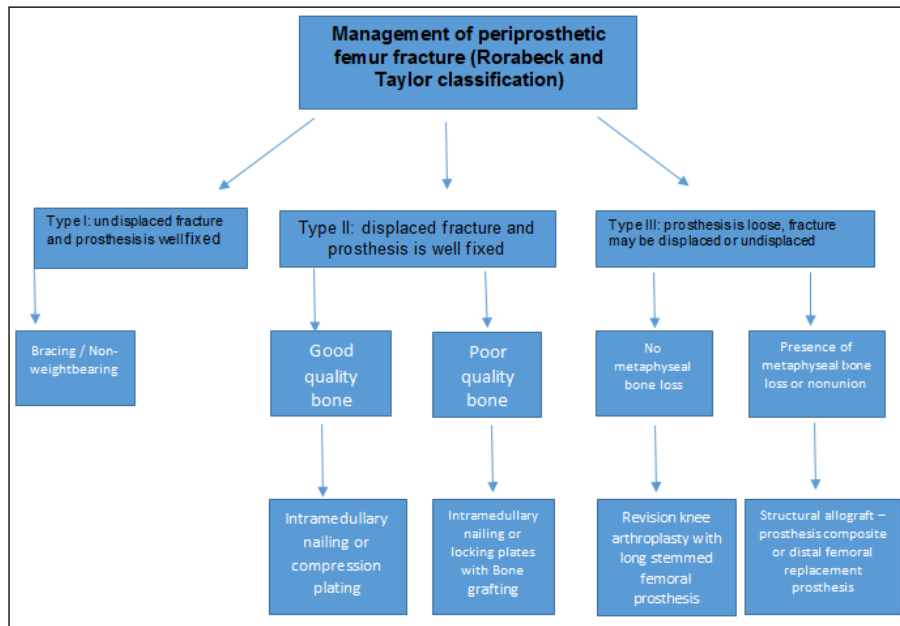 Management of periprosthetic
femur fracture (Rorabeck and
Taylor classification)
Type I: undisplaced fracture
and prosthesis is well fixed
Type II: displaced fracture and
prosthesis is well fixed
Type III: prosthesis is loose, fracture
may be displaced or undisplaced
Bracing / Non-
weightbearing
Good
quality
bone
Poor
quality
bone
No
metaphyseal
bone loss
Presence of
metaphyseal bone
loss or nonunion
Intramedullary
nailing or
compression
plating
Intramedullary
nailing or
locking plates
with Bone
grafting
Revision knee
arthroplasty with
long stemmed
femoral
prosthesis
Structural allograft –
prosthesis composite
or distal femoral
replacement
prosthesis